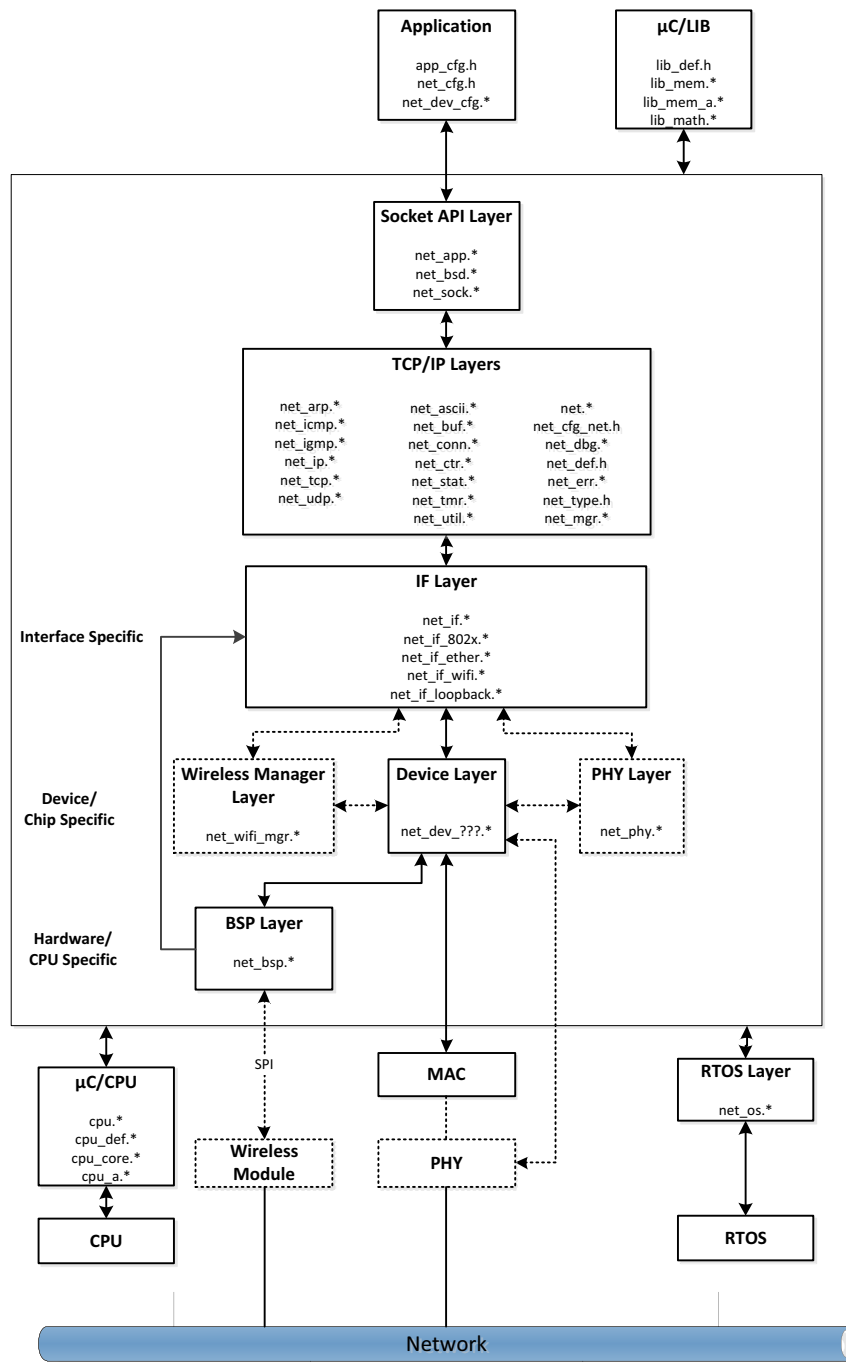 Application
app_cfg.h
net_cfg.h
net_dev_cfg.*
µC/LIB
lib_def.h
lib_mem.*
lib_mem_a.*
lib_math.*
Socket API Layer
net_app.*
net_bsd.*
net_sock.*
TCP/IP Layers
net_arp.*
net_icmp.*
net_igmp.*
net_ip.*
net_tcp.*
net_udp.*
net_ascii.*
net_buf.*
net_conn.*
net_ctr.*
net_stat.*
net_tmr.*
net_util.*
net.*
net_cfg_net.h
net_dbg.*
net_def.h
net_err.*
net_type.h
net_mgr.*
IF Layer
net_if.*
net_if_802x.*
net_if_ether.*
net_if_wifi.*
net_if_loopback.*
Interface Specific
Wireless Manager
Layer
net_wifi_mgr.*
Device Layer
net_dev_???.*
PHY Layer
net_phy.*
Device/
Chip Specific
BSP Layer
net_bsp.*
Hardware/
CPU Specific
SPI
µC/CPU
cpu.*
cpu_def.*
cpu_core.*
cpu_a.*
MAC
RTOS Layer
net_os.*
Wireless
Module
PHY
CPU
RTOS
Network